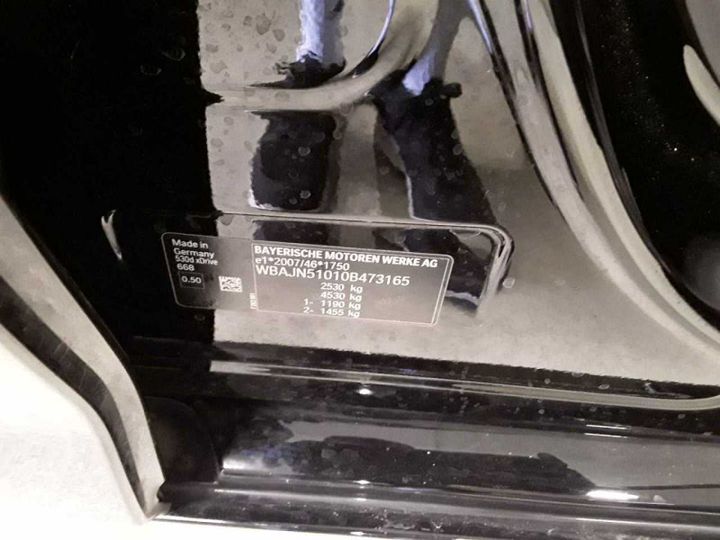 Made in
Germany
530d xDrive
668
0.50
BAYERISCHE MOTOREN WERKE AG
e1*2007/46*1750
WBAJN51010B473165
2530 kg
4530 kg
1- 1190 kg
2- 1455 kg